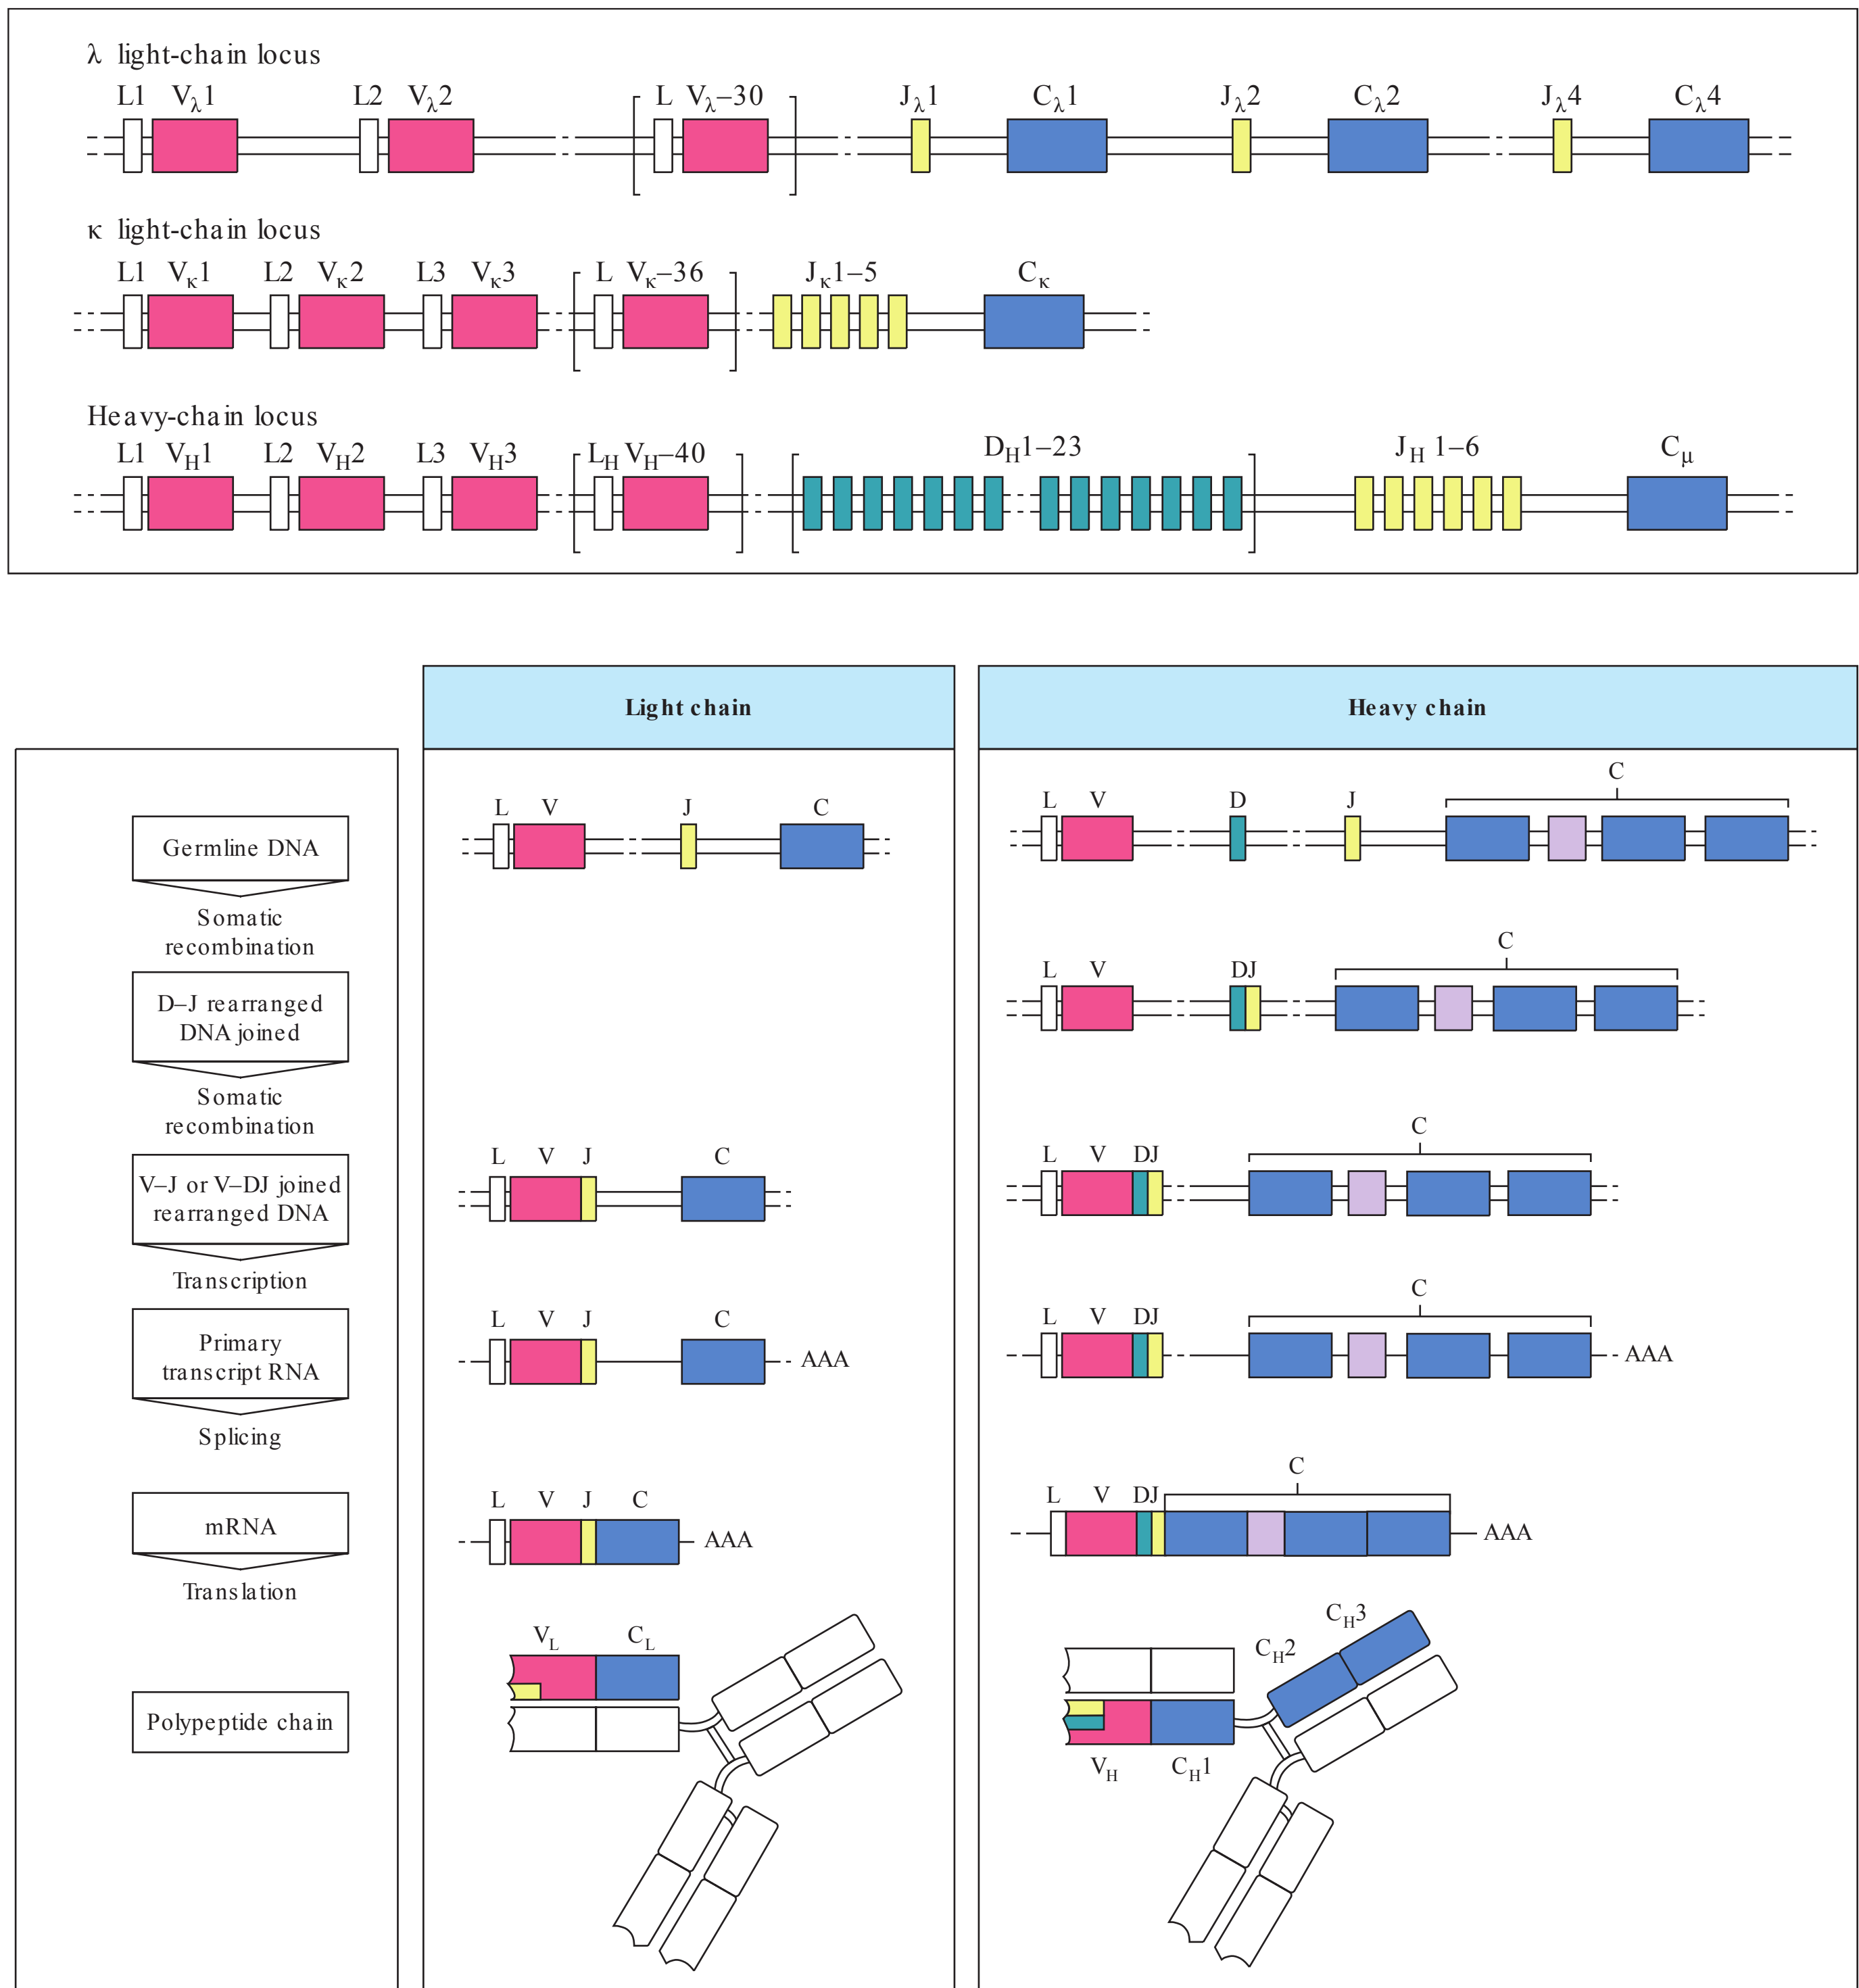 λ light-chain locus
L1 Vλ1 L2 Vλ2 L Vλ–30 Jλ1 Cλ1 Jλ2 Cλ2 Jλ4 Cλ4
κ light-chain locus
L1 Vκ1 L2 Vκ2 L3 Vκ3 L Vκ–36 Jκ1–5 Cκ
Heavy-chain locus
L1 VH1 L2 VH2 L3 VH3 LH VH–40 DH1–23 JH 1–6 Cμ
Light chain
Heavy chain
Germline DNA
L V J C
C
L V D J
Somatic
recombination
D–J rearranged
DNA joined
C
L V DJ
Somatic
recombination
V–J or V–DJ joined
rearranged DNA
L V J C
C
L V DJ
Transcription
Primary
transcript RNA
L V J C
AAA
C
L V DJ
AAA
Splicing
mRNA
L V J C
AAA
C
L V DJ
AAA
Translation
Polypeptide chain
VL CL
CH3
CH2
VH CH1